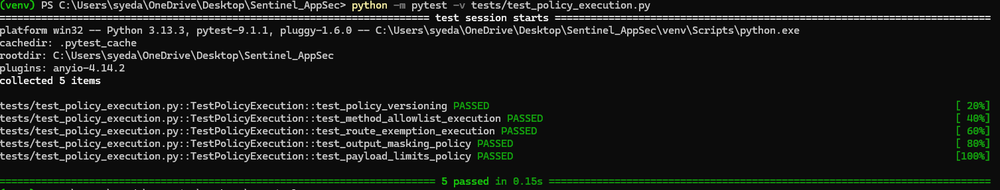 (venv) PS C:\Users\syeda\OneDrive\Desktop\Sentinel_AppSec> python -m pytest -v tests/test_policy_execution.py
============================= test session starts =============================
platform win32 -- Python 3.13.3, pytest-9.1.1, pluggy-1.6.0 -- C:\Users\syeda\OneDrive\Desktop\Sentinel_AppSec\venv\Scripts\python.exe
cachedir: .pytest_cache
rootdir: C:\Users\syeda\OneDrive\Desktop\Sentinel_AppSec
plugins: anyio-4.14.2
collected 5 items
tests/test_policy_execution.py::TestPolicyExecution::test_policy_versioning PASSED [ 20%]
tests/test_policy_execution.py::TestPolicyExecution::test_method_allowlist_execution PASSED [ 40%]
tests/test_policy_execution.py::TestPolicyExecution::test_route_exemption_execution PASSED [ 60%]
tests/test_policy_execution.py::TestPolicyExecution::test_output_masking_policy PASSED [ 80%]
tests/test_policy_execution.py::TestPolicyExecution::test_payload_limits_policy PASSED [100%]
============================== 5 passed in 0.15s ==============================